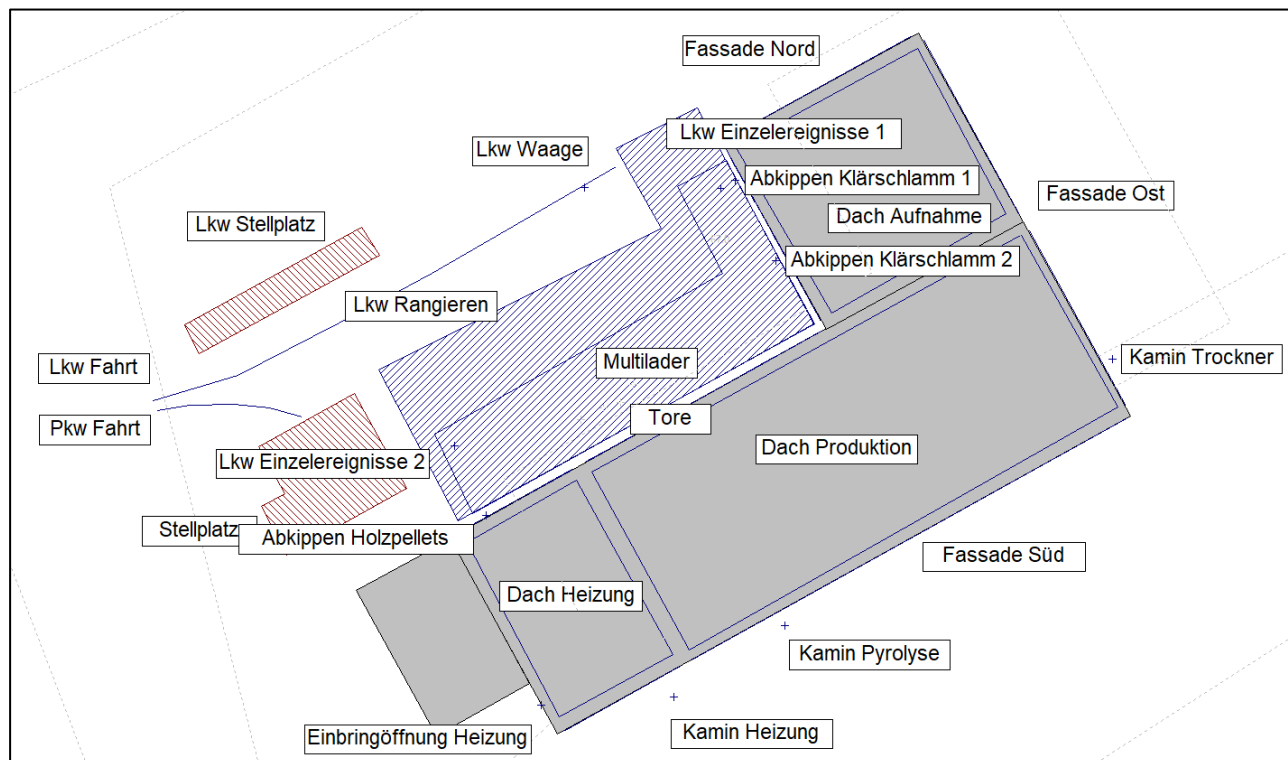 Fassade Nord
Lkw Einzelereignisse 1
Lkw Waage
Abkippen Klärschlamm 1
Fassade Ost
Dach Aufnahme
Lkw Stellplatz
Abkippen Klärschlamm 2
Lkw Rangieren
Kamin Trockner
Multilader
Lkw Fahrt
Tore
Pkw Fahrt
Dach Produktion
Lkw Einzelereignisse 2
Stellplatz
Abkippen Holzpellets
Fassade Süd
Dach Heizung
Kamin Pyrolyse
Kamin Heizung
Einbringöffnung Heizung